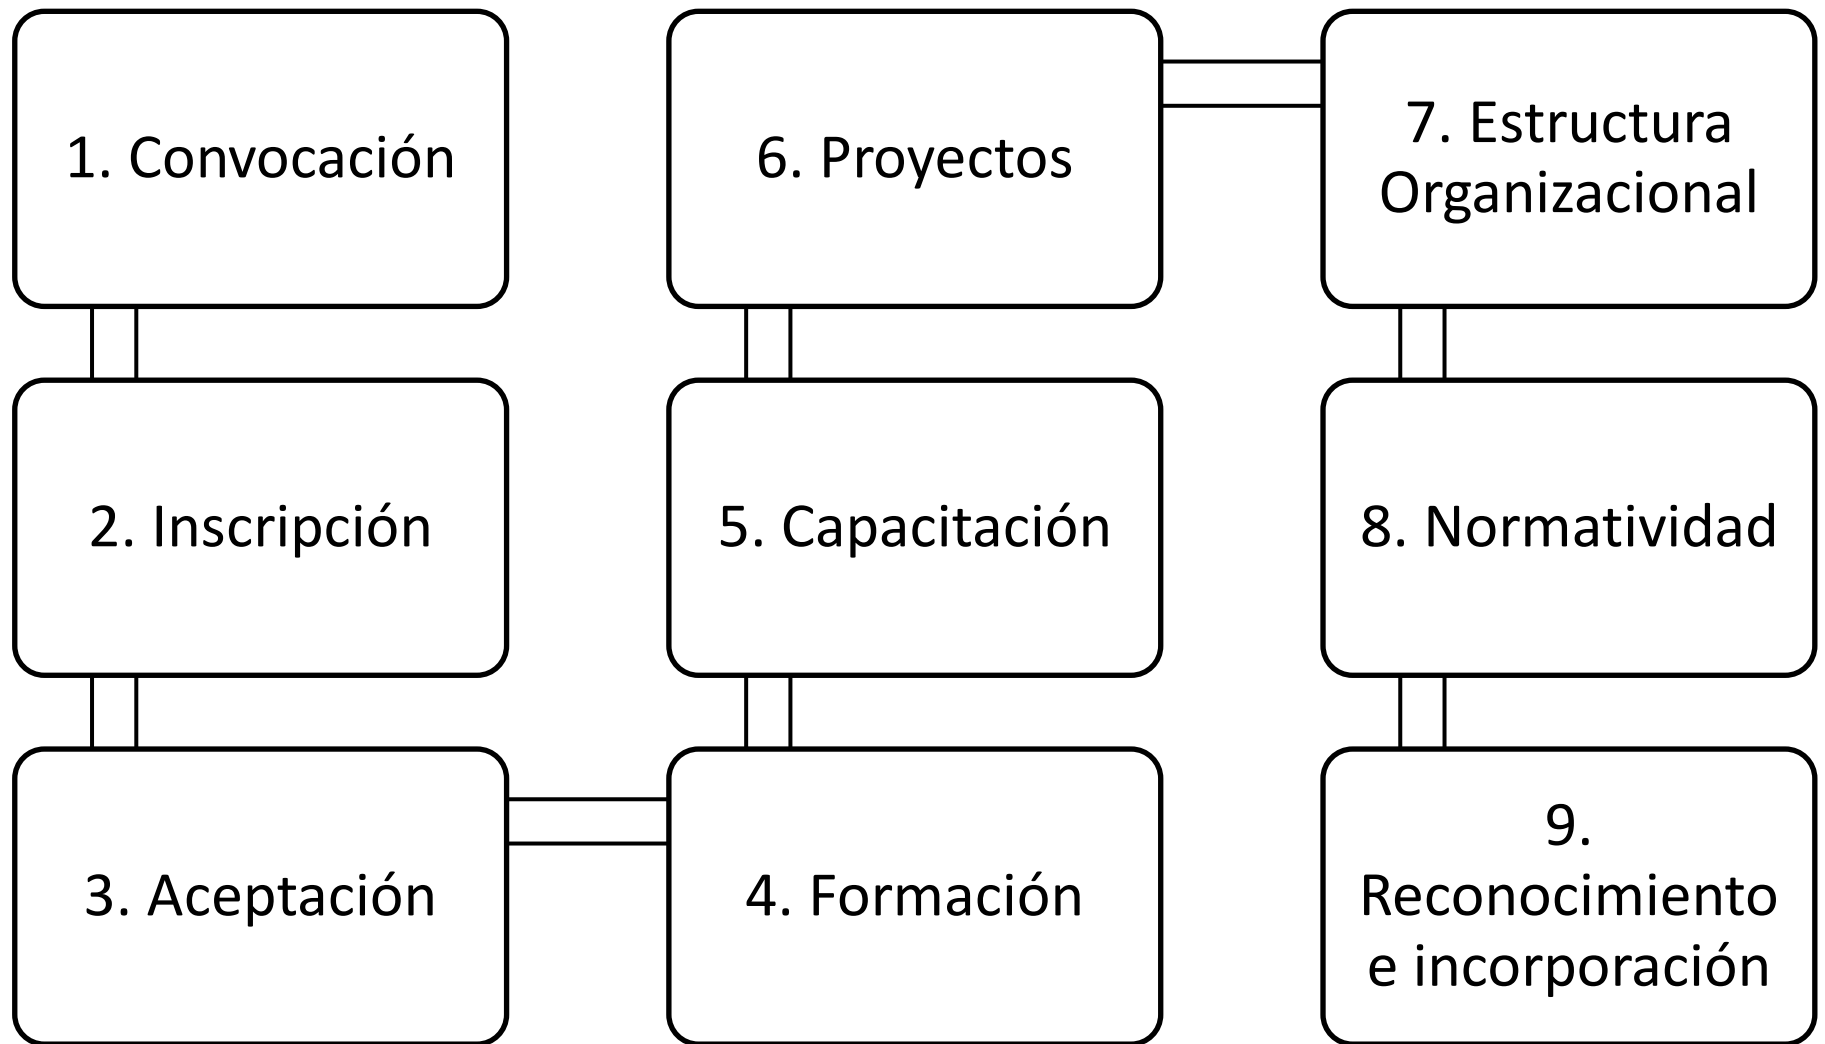 1. Convocación
2. Inscripción
3. Aceptación
4. Formación
5. Capacitación
6. Proyectos
7. Estructura
Organizacional
8. Normatividad
9.
Reconocimiento
e incorporación